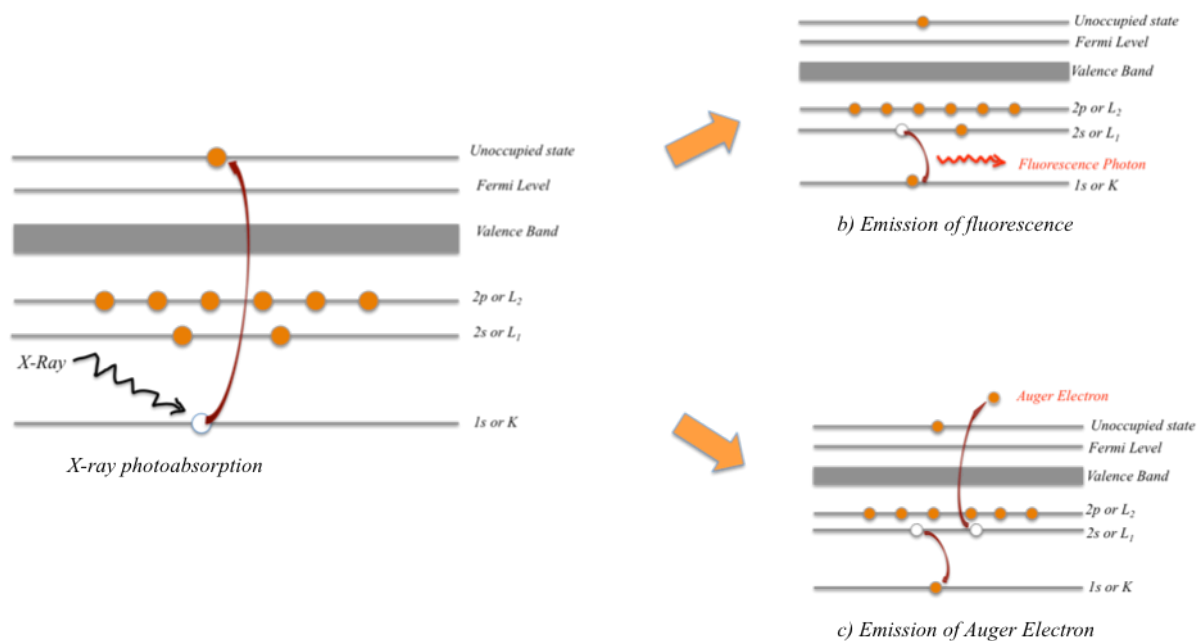 Unoccupied state
Fermi Level
Valence Band
2p or L2
2s or L1
X-Ray
1s or K
X-ray photoabsorption
Unoccupied state
Fermi Level
Valence Band
2p or L2
2s or L1
Fluorescence Photon
1s or K
b) Emission of fluorescence
Auger Electron
Unoccupied state
Fermi Level
Valence Band
2p or L2
2s or L1
1s or K
c) Emission of Auger Electron